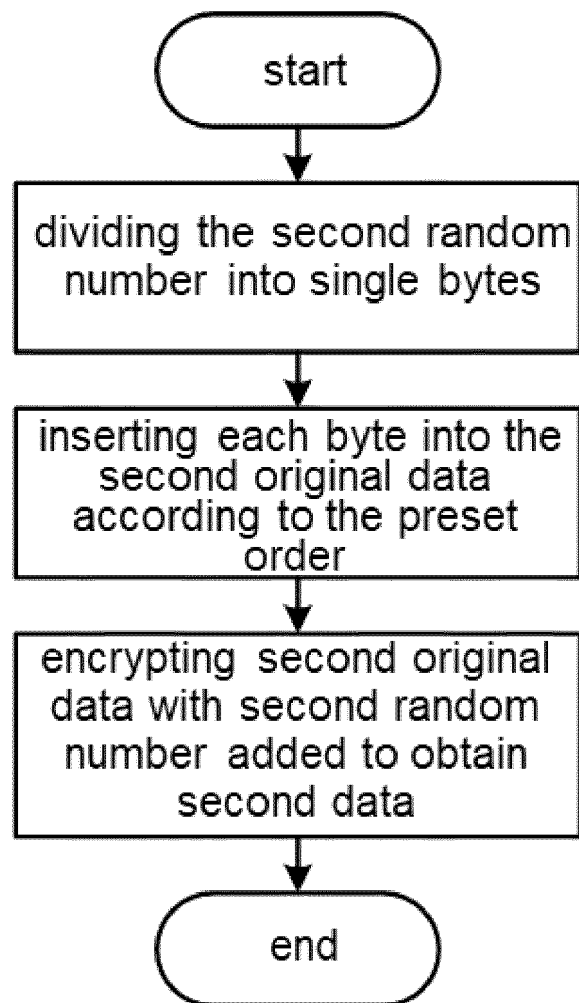 start
dividing the second random
number into single bytes
inserting each byte into the
second original data
according to the preset
order
encrypting second original
data with second random
number added to obtain
second data
end